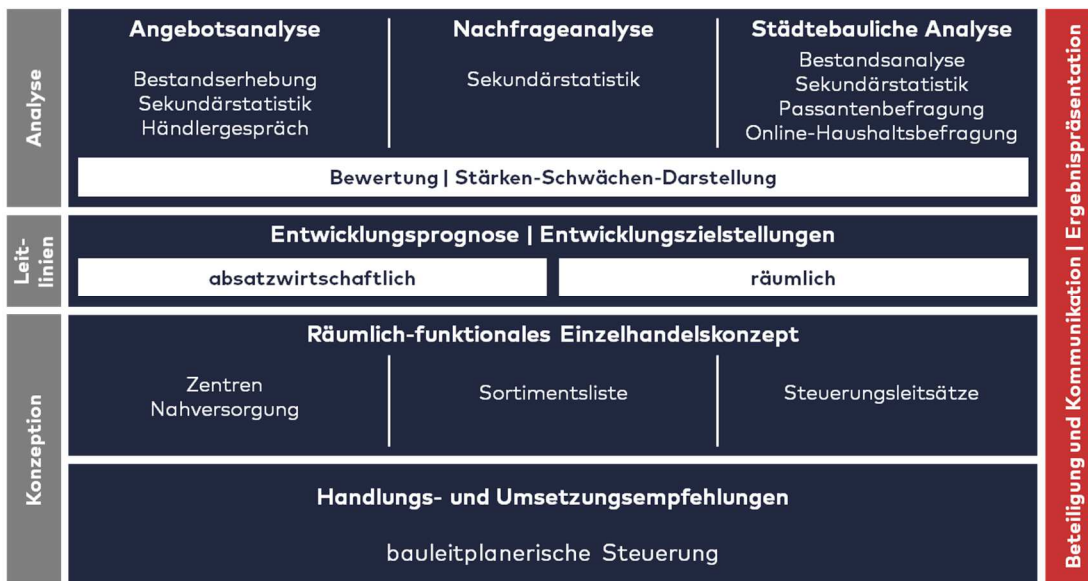 Analyse
Angebotsanalyse
Bestandserhebung
Sekundärstatistik
Händlergespräch
Nachfrageanalyse
Sekundärstatistik
Städtebauliche Analyse
Bestandsanalyse
Sekundärstatistik
Passantenbefragung
Online-Haushaltsbefragung
Bewertung | Stärken-Schwächen-Darstellung
Leit-
linien
Entwicklungsprognose | Entwicklungszielstellungen
absatzwirtschaftlich
räumlich
Konzeption
Räumlich-funktionales Einzelhandelskonzept
Zentren
Nahversorgung
Sortimentsliste
Steuerungsleitsätze
Handlungs- und Umsetzungsempfehlungen
bauleitplanerische Steuerung
Beteiligung und Kommunikation | Ergebnispräsentation